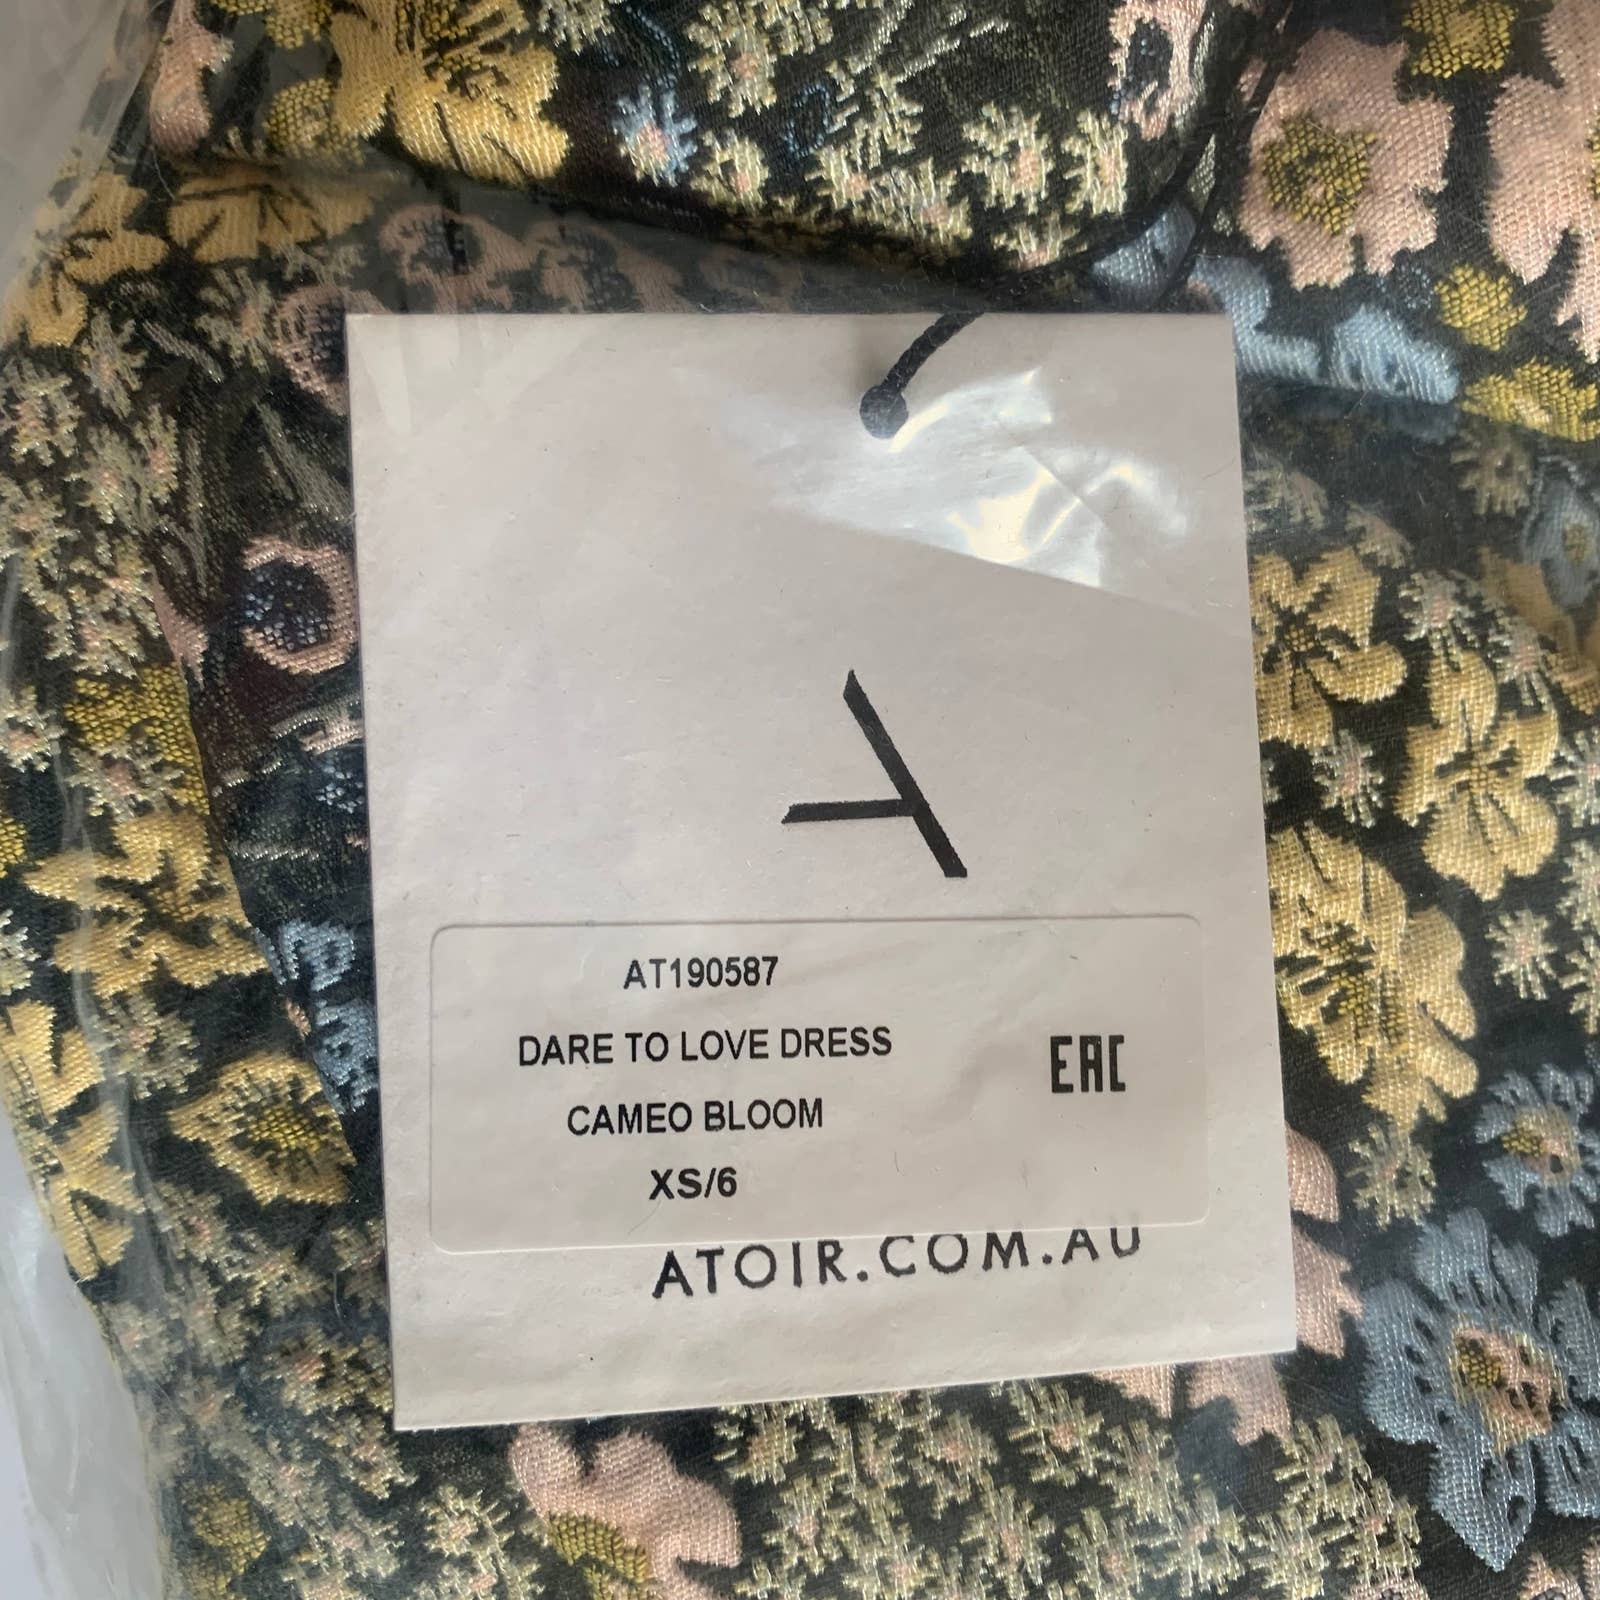 AT190587
DARE TO LOVE DRESS
CAMEO BLOOM
XS/6
EAC
ATOIR.COM.AU